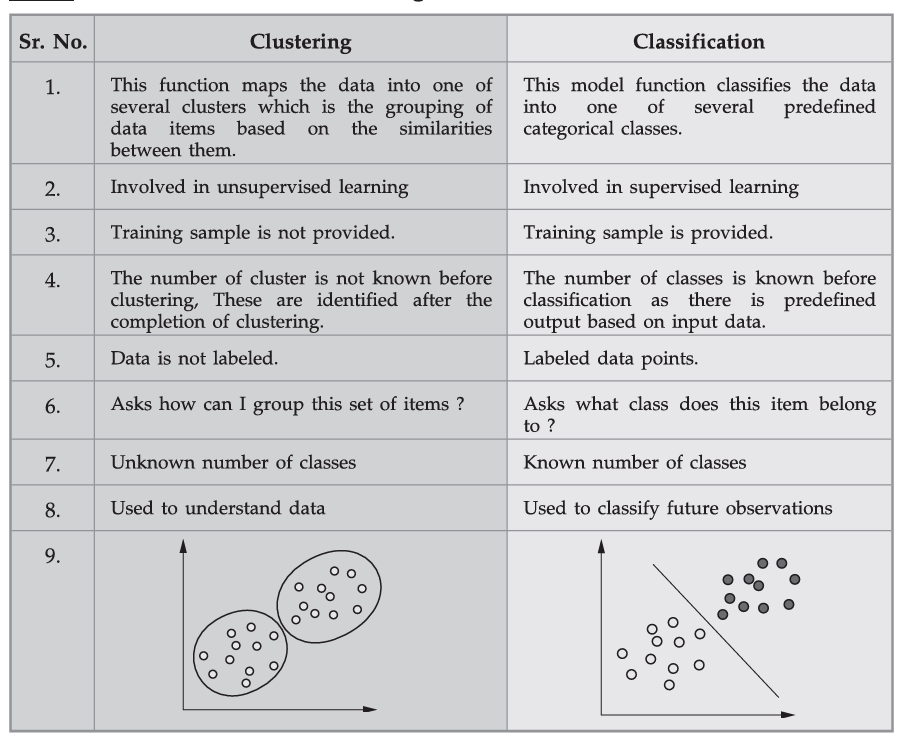 Sr. No. Clustering Classification
1. This function maps the data into one of
several clusters which is the grouping of
data items based on the similarities
between them.
This model function classifies the data
into one of several predefined
categorical classes.
2. Involved in unsupervised learning
Involved in supervised learning
3. Training sample is not provided.
Training sample is provided.
4. The number of cluster is not known before
clustering, These are identified after the
completion of clustering.
The number of classes is known before
classification as there is predefined
output based on input data.
5. Data is not labeled.
Labeled data points.
6. Asks how can I group this set of items ?
Asks what class does this item belong
to ?
7. Unknown number of classes
Known number of classes
8. Used to understand data
Used to classify future observations
9.